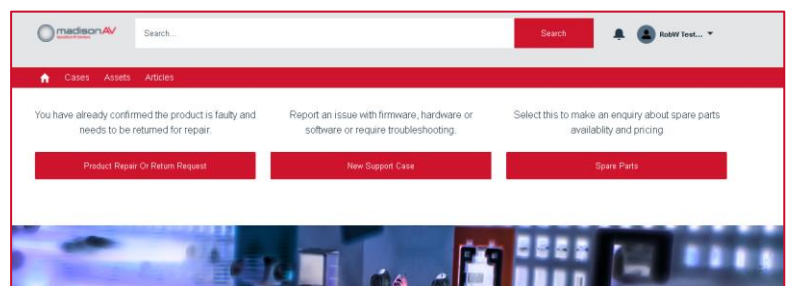 madisonAV
Search...
Search
RobW Test...
Cases Assets Articles
You have already confirmed the product is faulty and
needs to be returned for repair.
Report an issue with firmware, hardware or
software or require troubleshooting.
Select this to make an enquiry about spare parts
availablity and pricing
Product Repair Or Return Request
New Support Case
Spare Parts